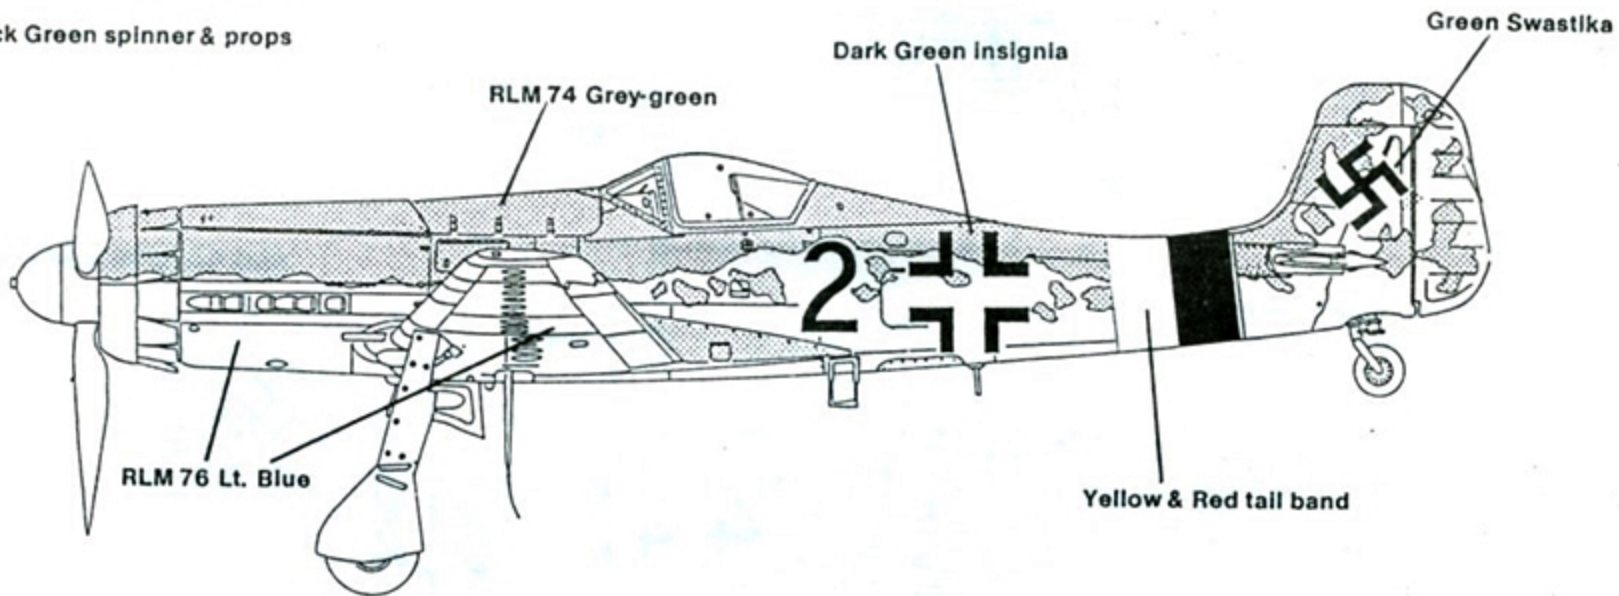 Green Swastika
ck Green spinner & props
Dark Green insignia
RLM 74 Grey-green
2
RLM 76 Lt. Blue
Yellow & Red tail band